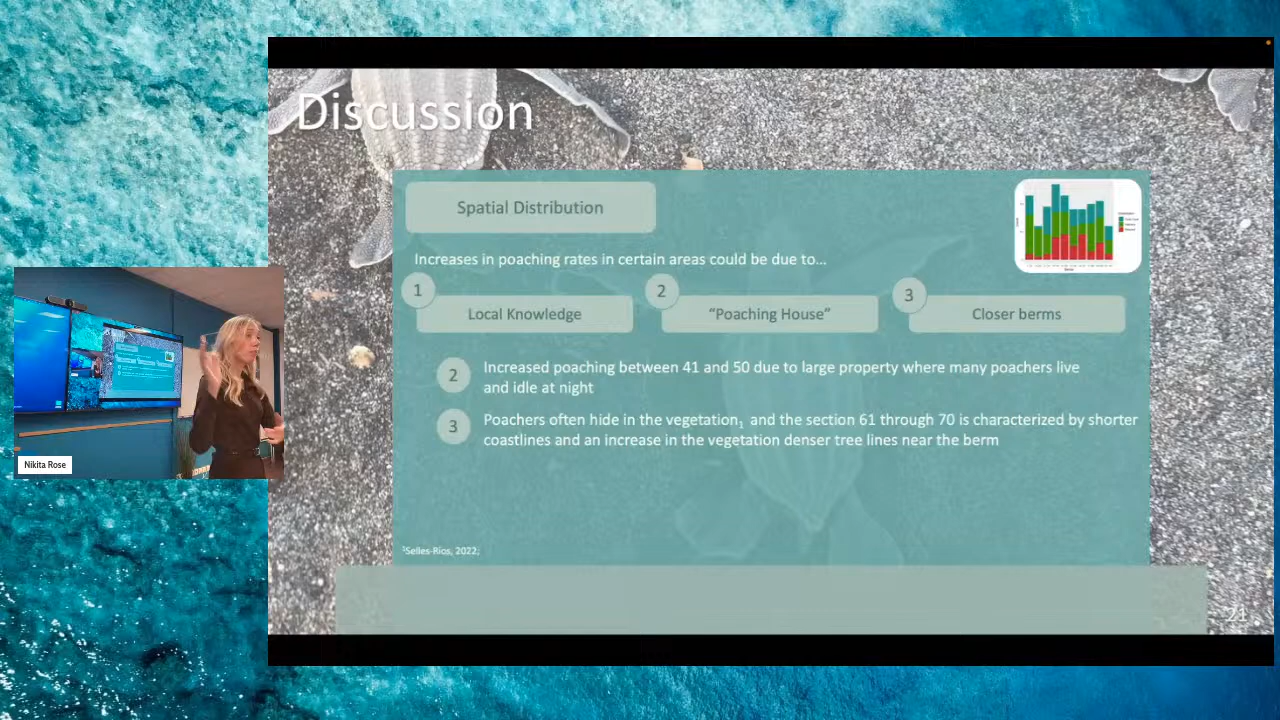 Discussion
Spatial Distribution
Increases in poaching rates in certain areas could be due to...
1
Local Knowledge
2
“Poaching House”
3
Closer berms
2
Increased poaching between 41 and 50 due to large property where many poachers live
and idle at night
3
Poachers often hide in the vegetation1 and the section 61 through 70 is characterized by shorter
coastlines and an increase in the vegetation denser tree lines near the berm
1Selles-Rios, 2022;
21
Nikita Rose